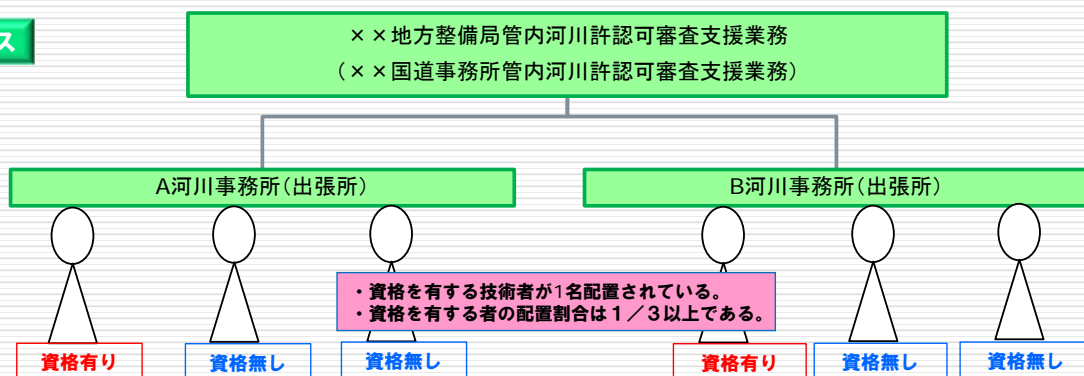 ス
××地方整備局管内河川許認可審査支援業務
(××国道事務所管内河川許認可審査支援業務)
A河川事務所(出張所)
B河川事務所(出張所)
・資格を有する技術者が1名配置されている。
・資格を有する者の配置割合は1/3以上である。
資格有り
資格無し
資格無し
資格有り
資格無し
資格無し